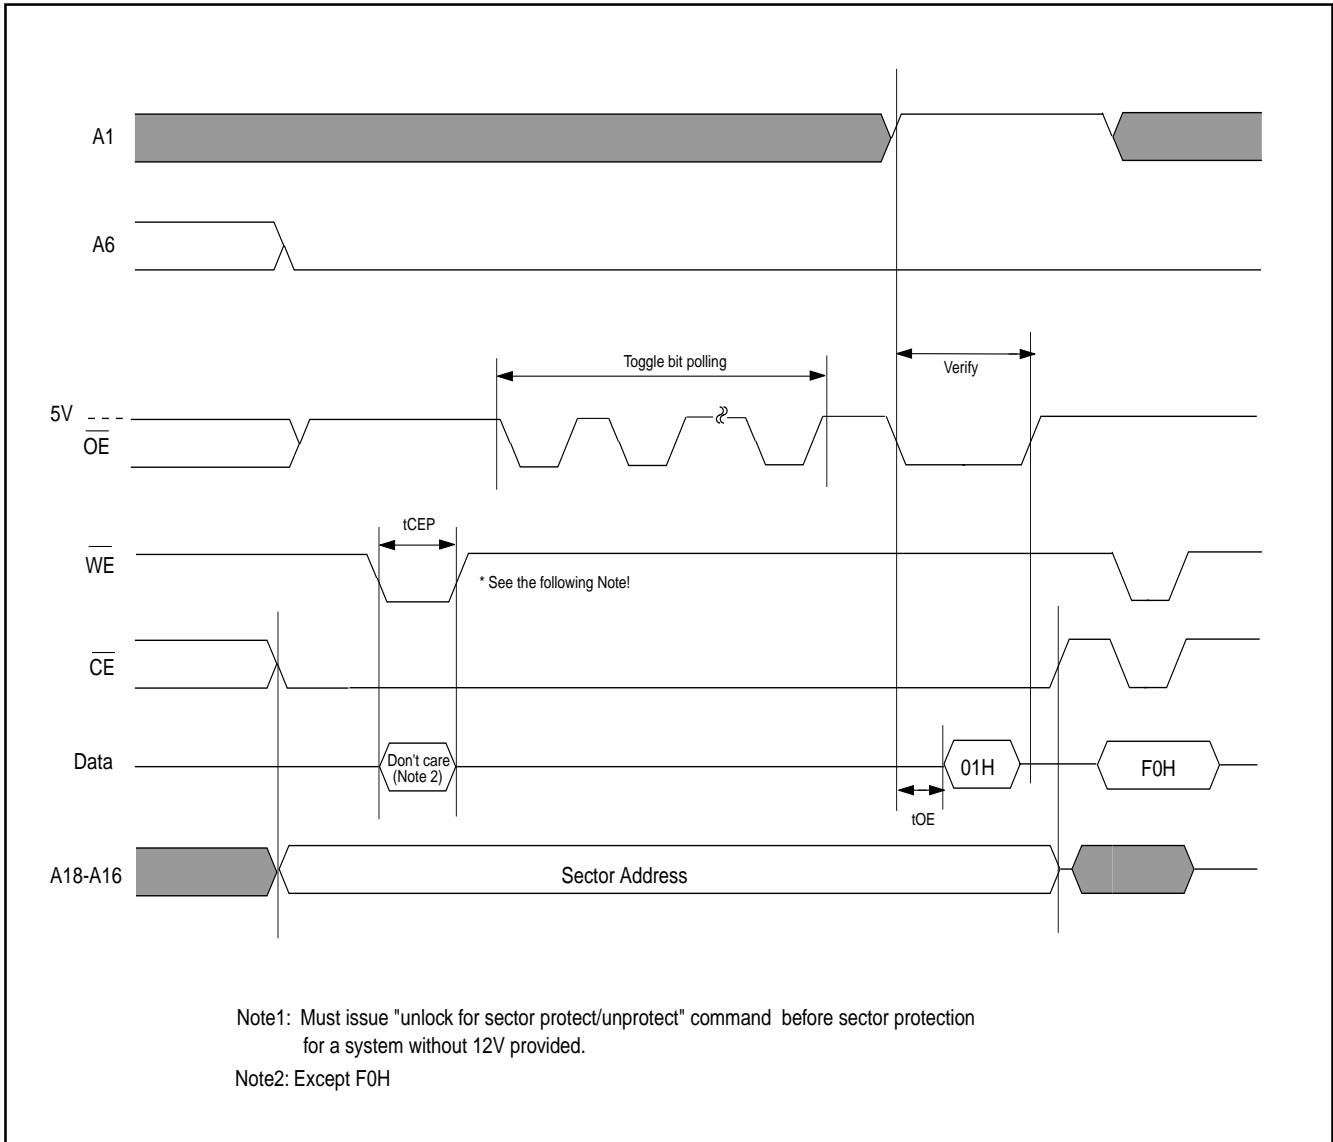 A1
A6
Toggle bit polling
Verify
5V
OE
tCEP
WE
* See the following Note!
CE
Data
Don't care
(Note 2)
01H
F0H
tOE
A18-A16
Sector Address
Note1: Must issue "unlock for sector protect/unprotect" command before sector protection
for a system without 12V provided.
Note2: Except F0H